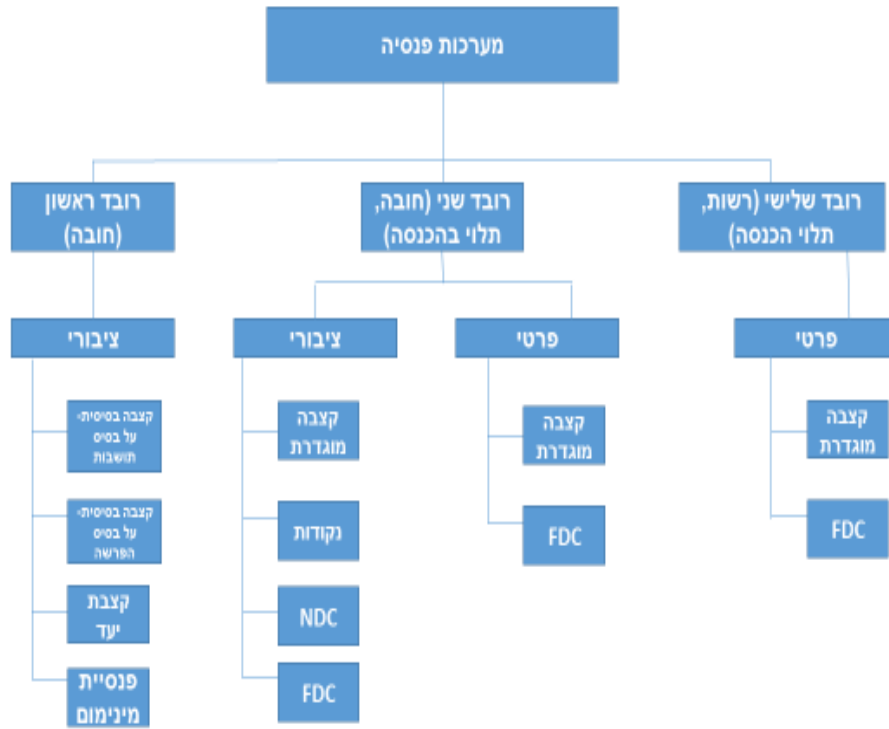 מערכות פנסיה
רובד ראשון
(חובה)
רובד שני (חובה,
תלוי בהכנסה)
רובד שלישי (רשות,
תלוי הכנסה)
ציבורי
קצבה בסיסית-
על בסיס
תושבות
קצבה בסיסית-
על בסיס
הפרשה
קצבת
יעד
פנסיית
מינימום
ציבורי
קצבה
מוגדרת
נקודות
NDC
FDC
פרטי
קצבה
מוגדרת
FDC
פרטי
קצבה
מוגדרת
FDC